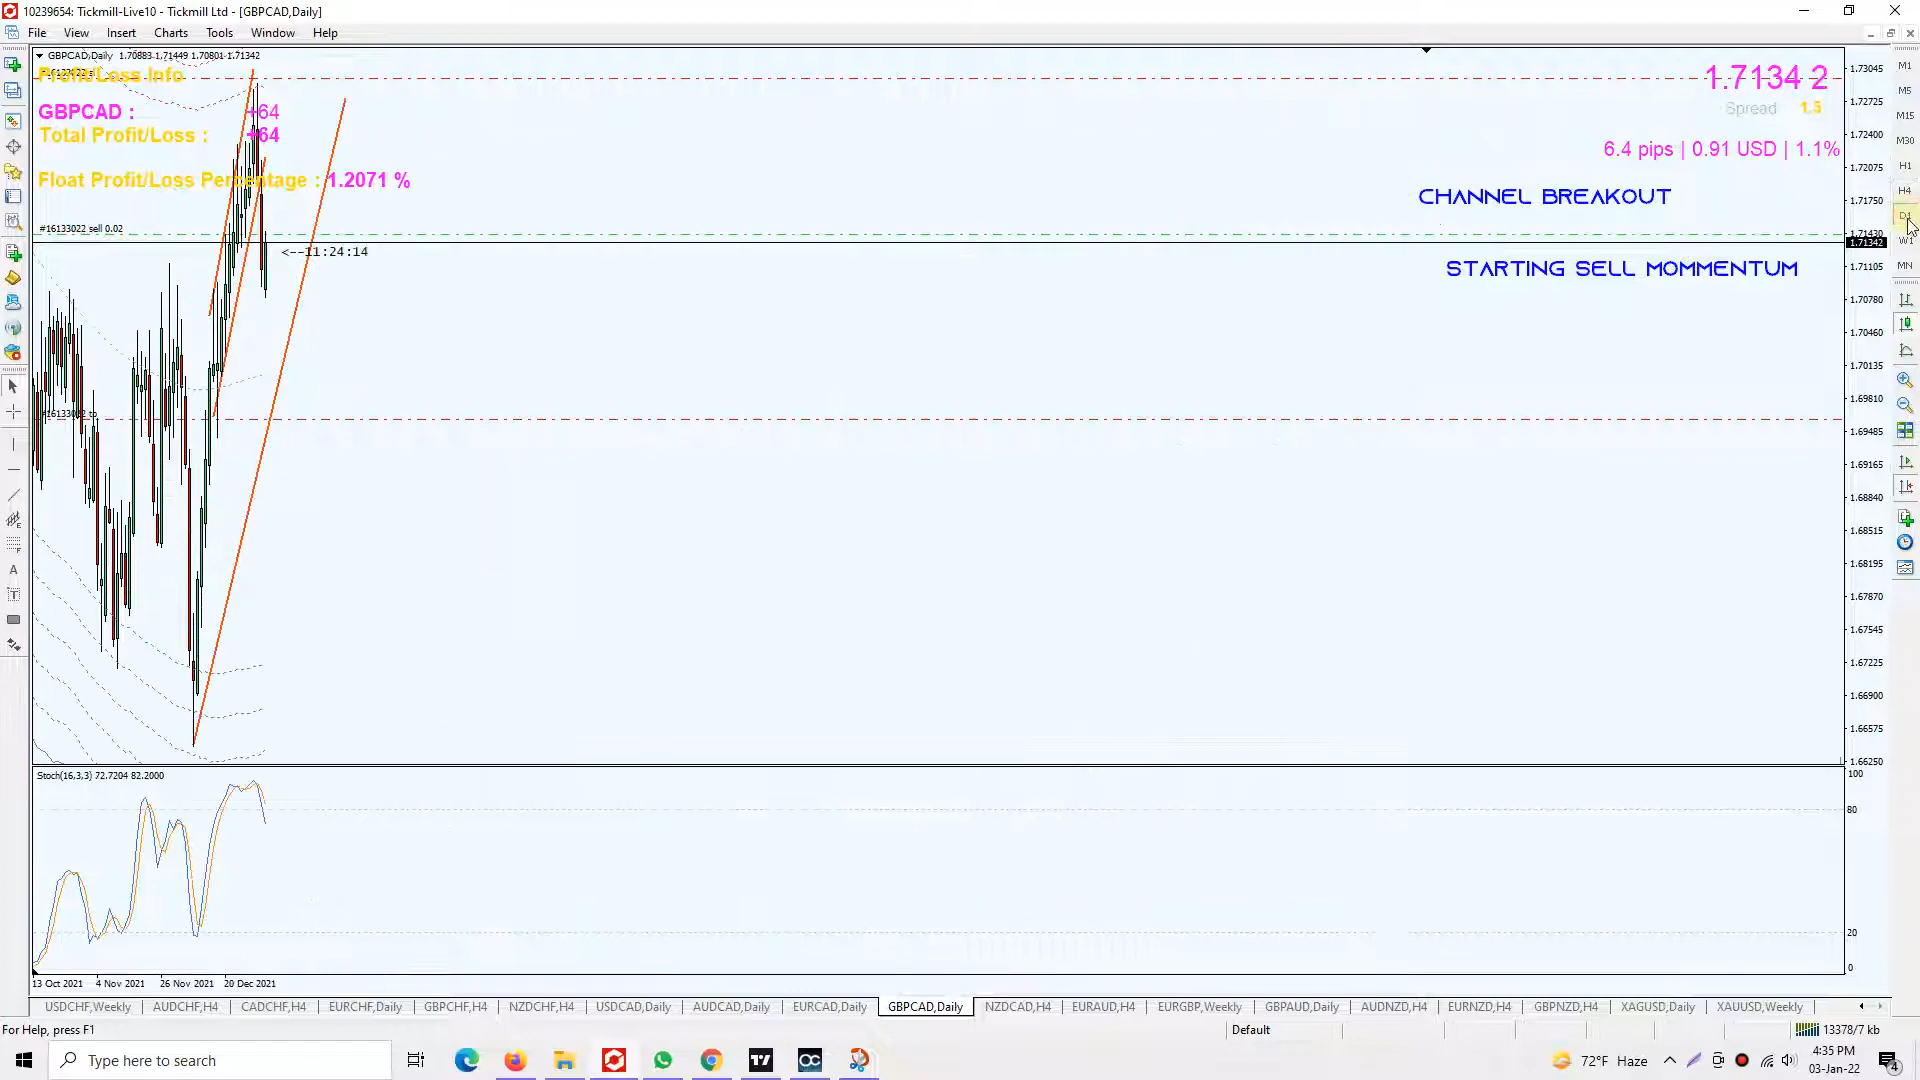 10239654: Tickmill-Live10 - Tickmill Ltd - [GBPCAD,Daily]
File View Insert Charts Tools Window Help
GBPCAD,Daily 1.70883 1.71449 1.70801 1.71342
Profit/Loss Info
GBPCAD : +64
Total Profit/Loss : +64
Float Profit/Loss Percentage : 1.2071 %
1.7134 2
Spread 1.5
6.4 pips | 0.91 USD | 1.1%
CHANNEL BREAKOUT
STARTING SELL MOMMENTUM
#16133022 sell 0.02
<--11:24:14
1.73045
1.72725
1.72400
1.72075
1.71750
1.71430
1.71342
1.71105
1.70780
1.70460
1.70135
1.69810
1.69485
1.69165
1.68840
1.68515
1.68195
1.67870
1.67545
1.67225
1.66900
1.66575
1.66250
M1
M5
M15
M30
H1
H4
D1
W1
MN
Stoch(16,3,3) 72.7204 82.2000
100
80
20
0
13 Oct 2021 4 Nov 2021 26 Nov 2021 20 Dec 2021
USDCHF,Weekly AUDCHF,H4 CADCHF,H4 EURCHF,Daily GBPCHF,H4 NZDCHF,H4 USDCAD,Daily AUDCAD,Daily EURCAD,Daily GBPCAD,Daily NZDCAD,H4 EURAUD,H4 EURGBP,Weekly GBPAUD,Daily AUDNZD,H4 EURNZD,H4 GBPNZD,H4 XAGUSD,Daily XAUUSD,Weekly
For Help, press F1
Default
13378/7 kb
Type here to search
72°F Haze
4:35 PM
03-Jan-22
4